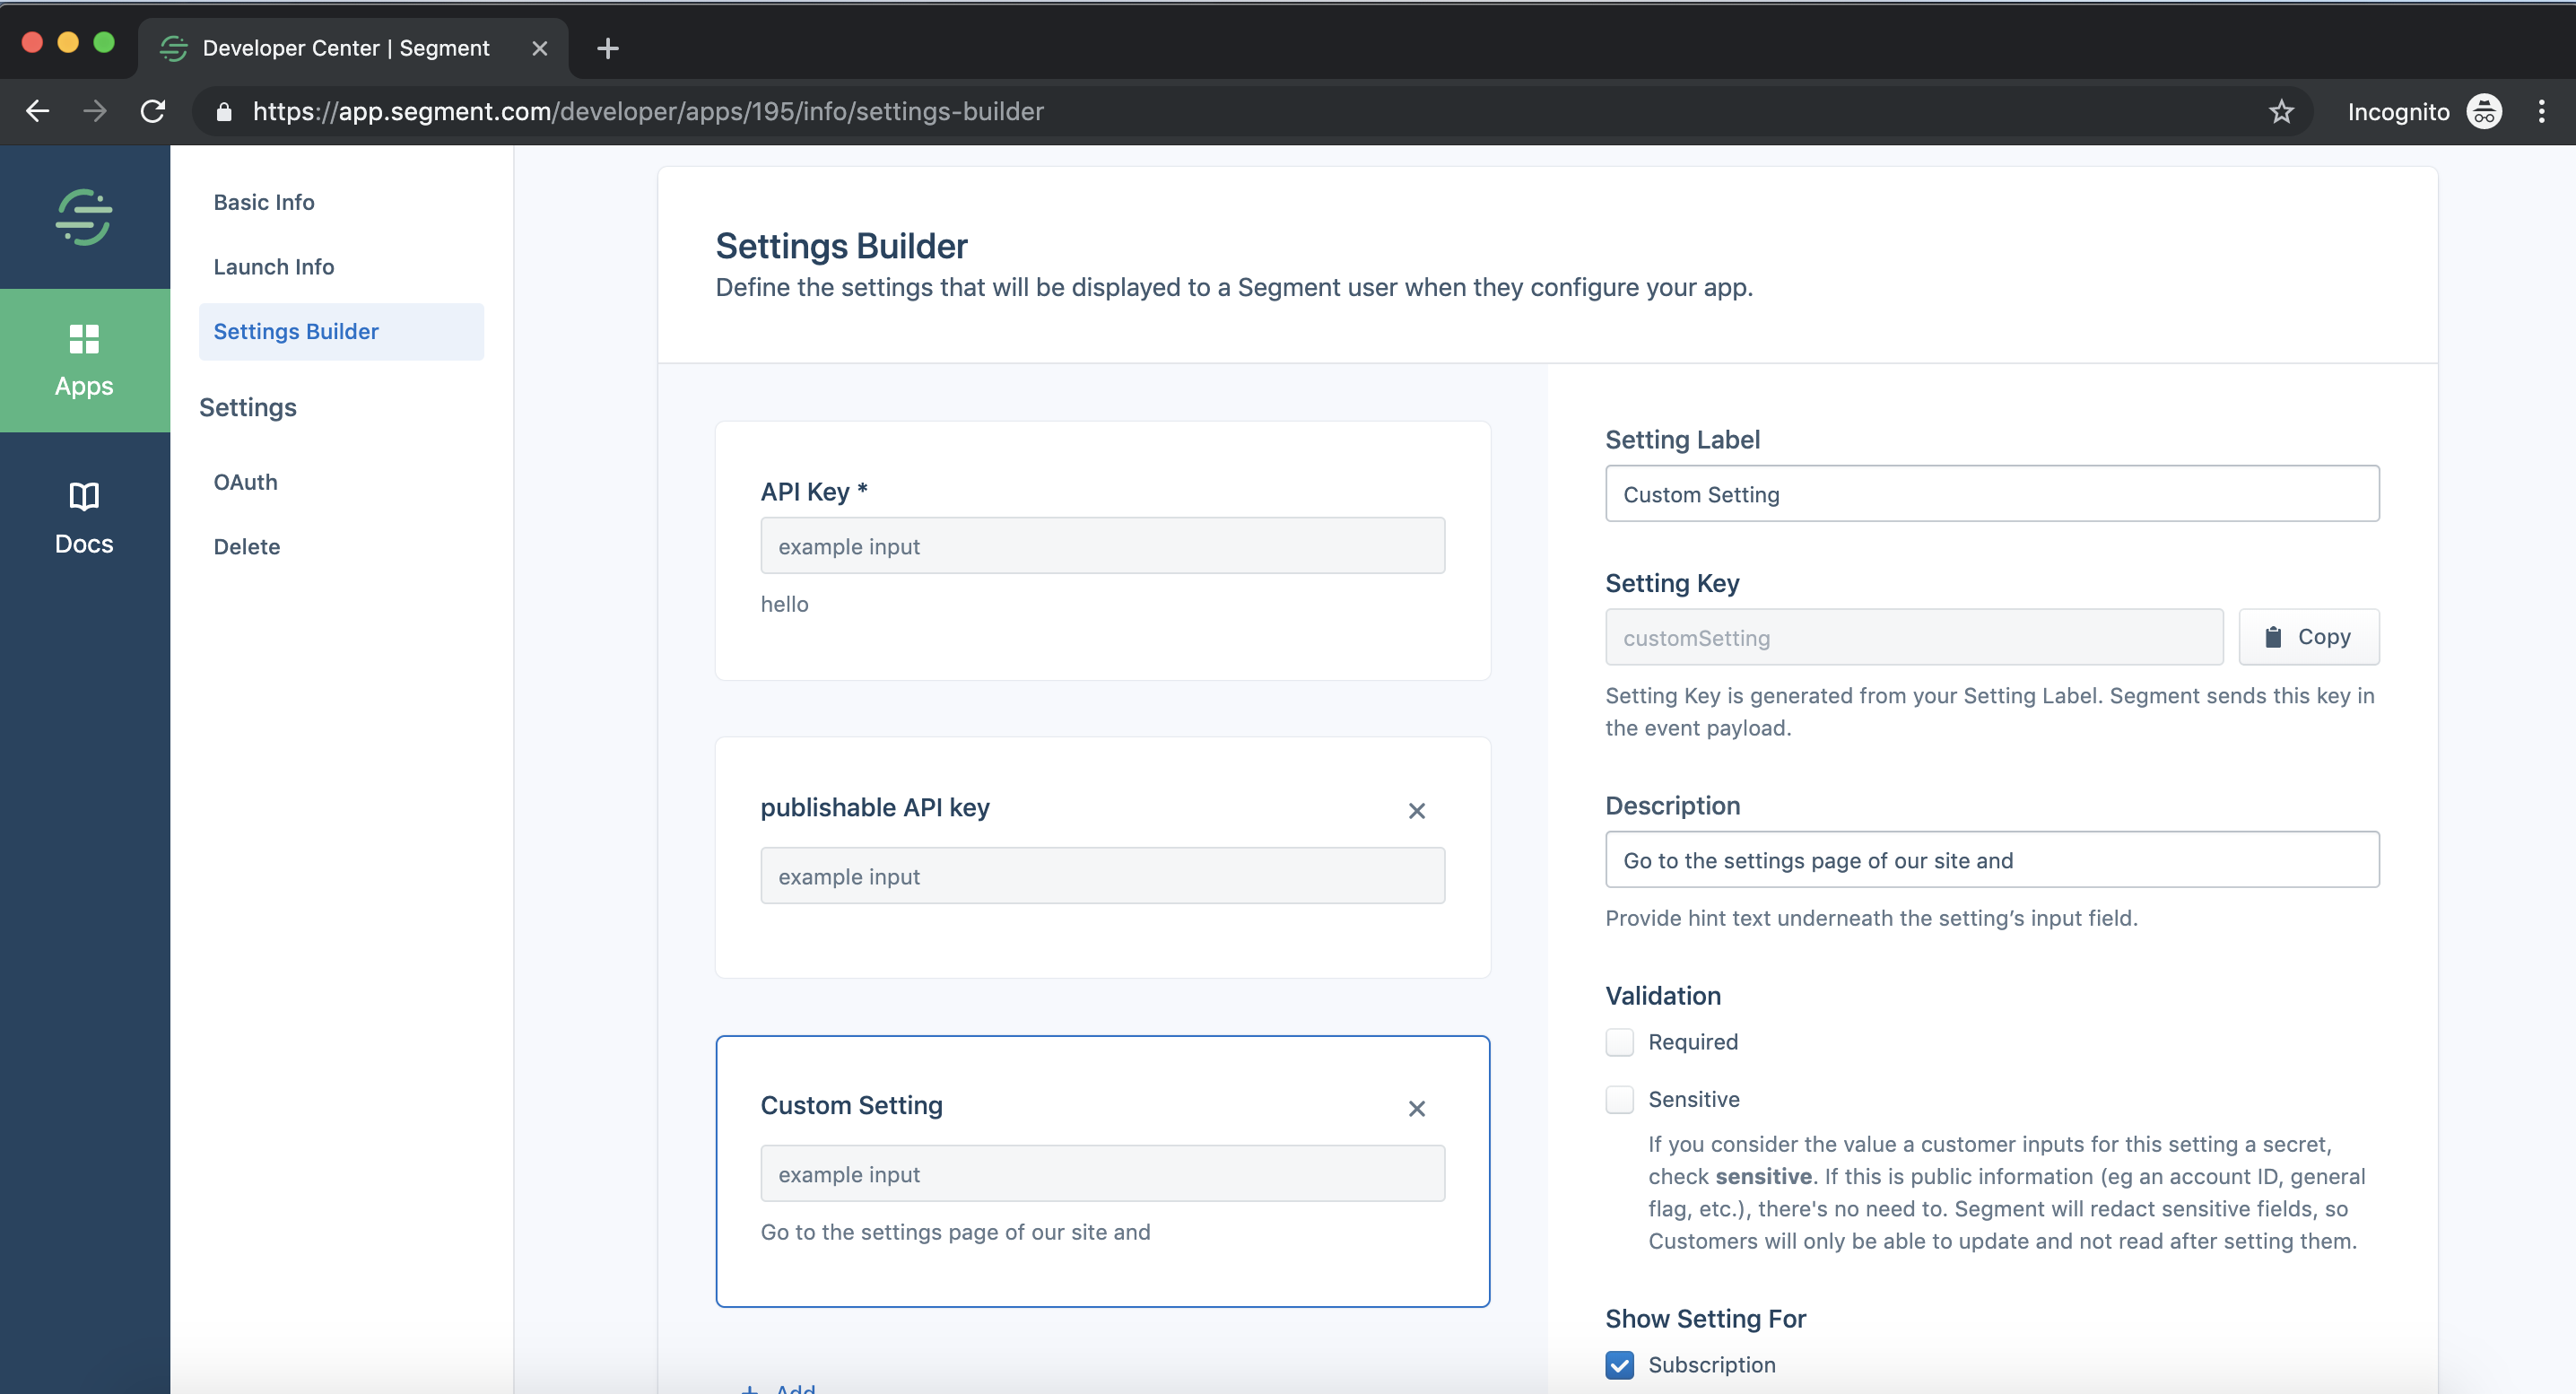 Developer Center | Segment
https://app.segment.com/developer/apps/195/info/settings-builder
Incognito
Apps
Docs
Basic Info
Launch Info
Settings Builder
Settings
OAuth
Delete
Settings Builder
Define the settings that will be displayed to a Segment user when they configure your app.
API Key *
example input
hello
publishable API key
example input
Custom Setting
example input
Go to the settings page of our site and
+ Add
Setting Label
Custom Setting
Setting Key
customSetting
Copy
Setting Key is generated from your Setting Label. Segment sends this key in
the event payload.
Description
Go to the settings page of our site and
Provide hint text underneath the setting’s input field.
Validation
Required
Sensitive
If you consider the value a customer inputs for this setting a secret,
check sensitive. If this is public information (eg an account ID, general
flag, etc.), there's no need to. Segment will redact sensitive fields, so
Customers will only be able to update and not read after setting them.
Show Setting For
Subscription